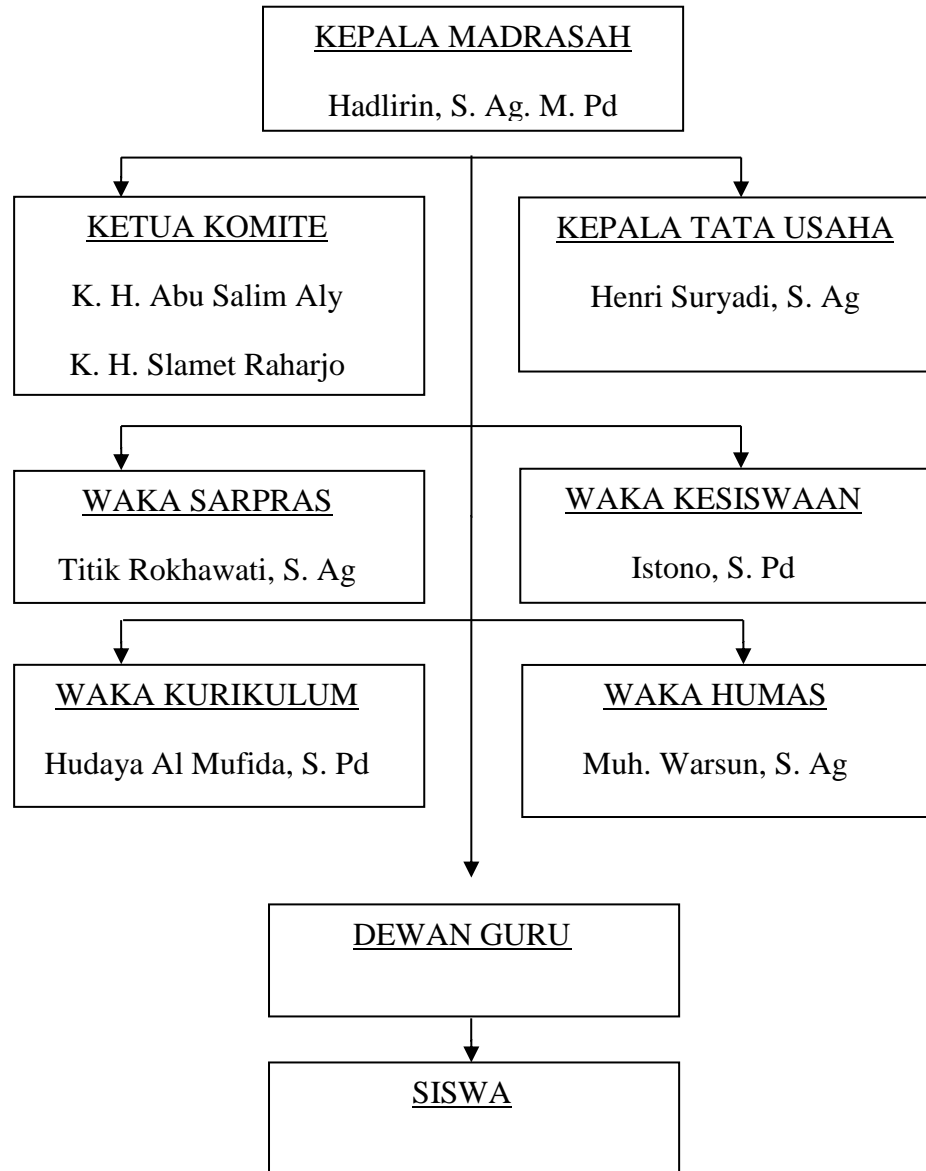 KEPALA MADRASAH
Hadlirin, S. Ag. M. Pd
KETUA KOMITE
K. H. Abu Salim Aly
K. H. Slamet Raharjo
KEPALA TATA USAHA
Henri Suryadi, S. Ag
WAKA SARPRAS
Titik Rokhawati, S. Ag
WAKA KESISWAAN
Istono, S. Pd
WAKA KURIKULUM
Hudaya Al Mufida, S. Pd
WAKA HUMAS
Muh. Warsun, S. Ag
DEWAN GURU
SISWA